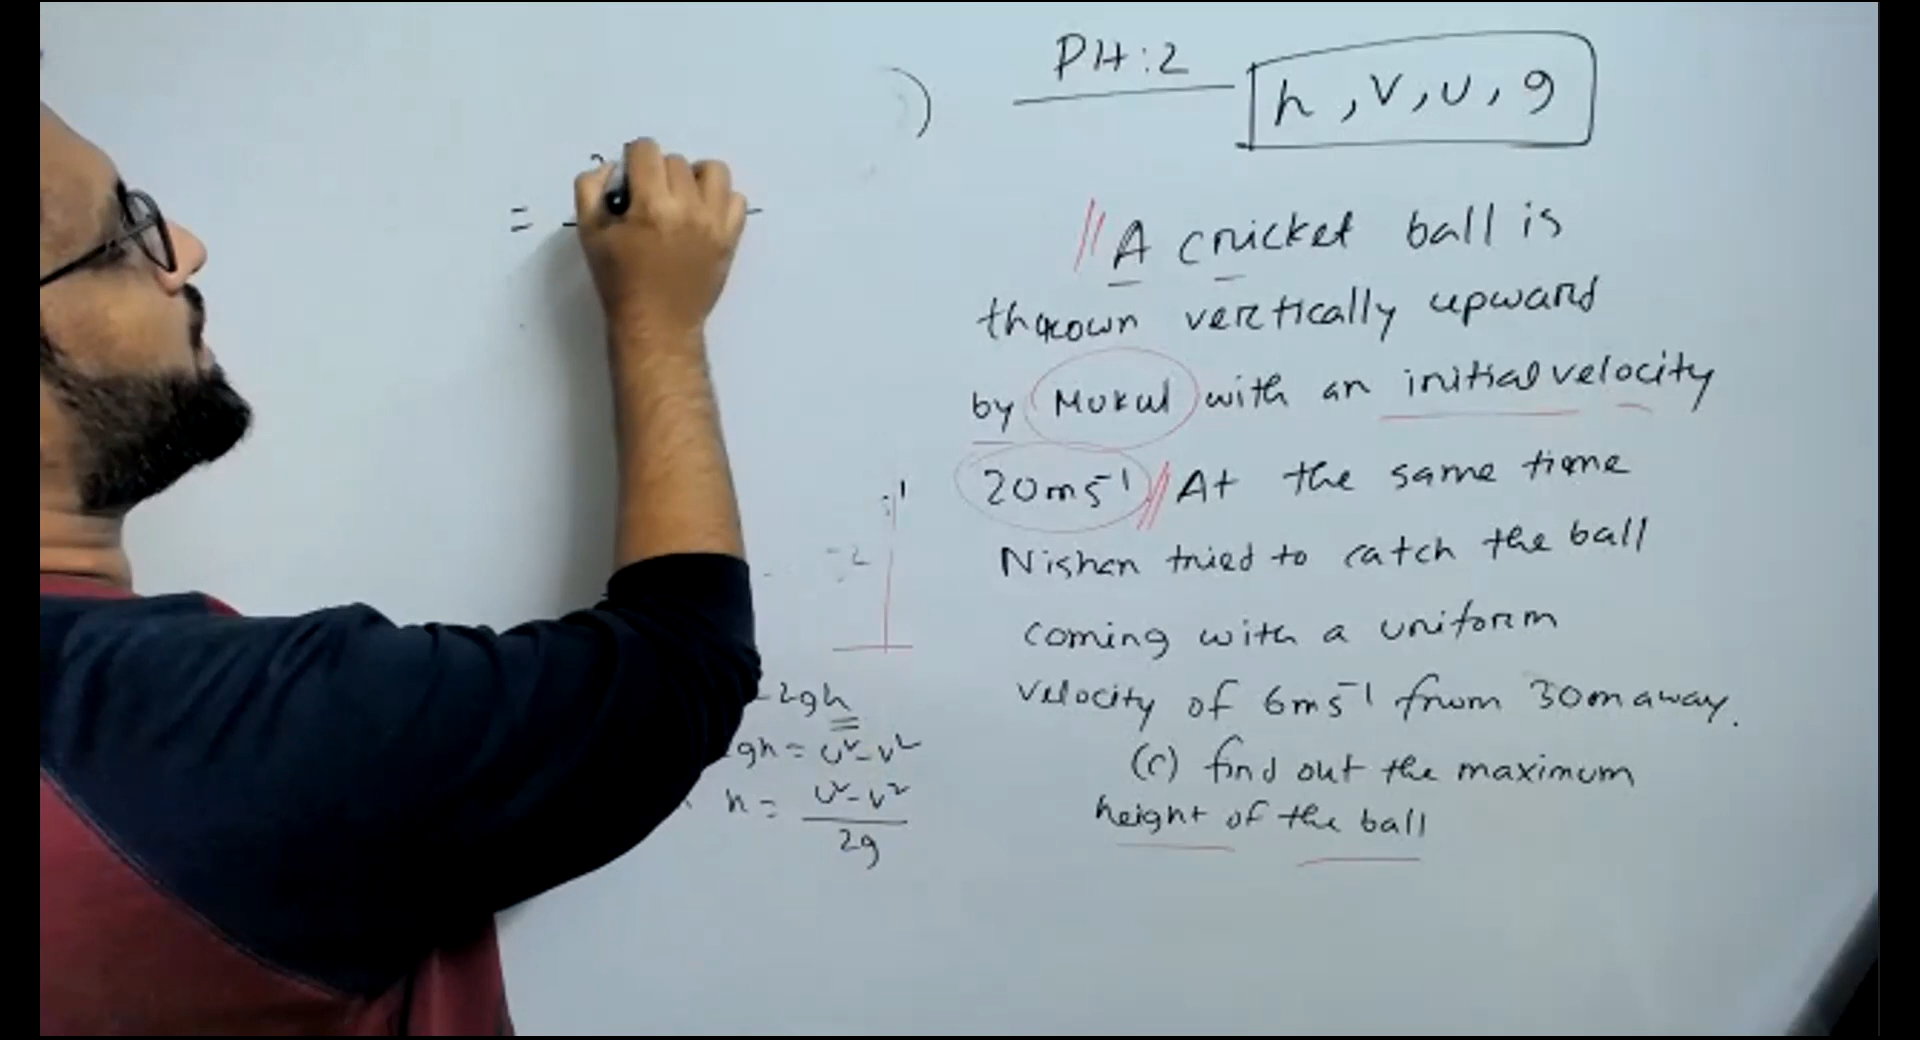 PH:2
h, v, u, g
// A cricket ball is
thrown vertically upward
by Mukul with an initial velocity
20ms⁻¹ // At the same time
Nishan tried to catch the ball
coming with a uniform
velocity of 6ms⁻¹ from 30m away.
(c) find out the maximum
height of the ball
=
-2gh
gh = u² - v²
h = u² - v² / 2g